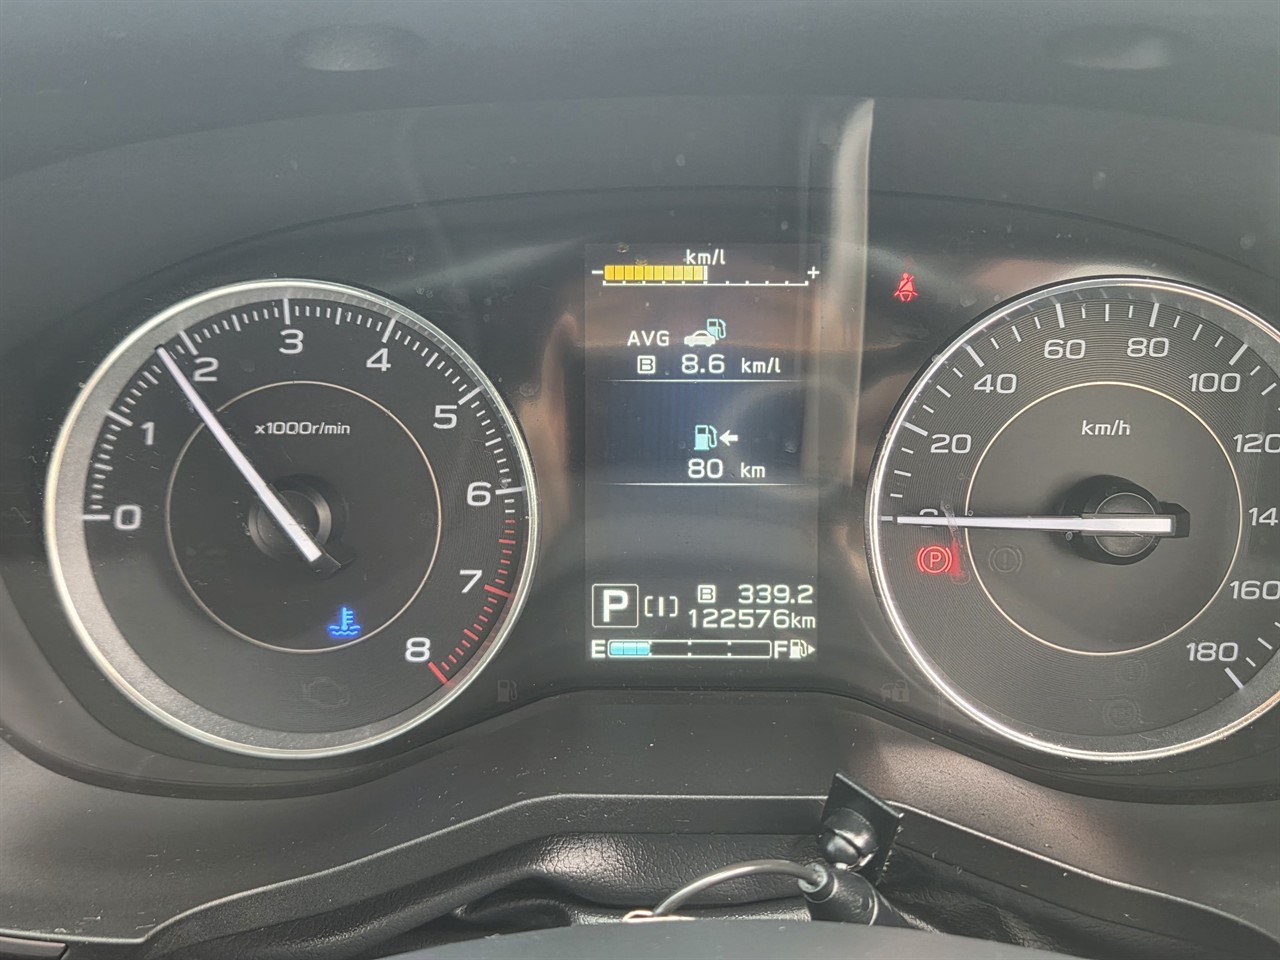 km/l
- +
AVG
B 8.6 km/l
80 km
P [I] B 339.2
122576km
E F
0 1 2 3 4 5 6 7 8
x1000r/min
20 40 60 80 100 120 14
160
180
km/h
(P)